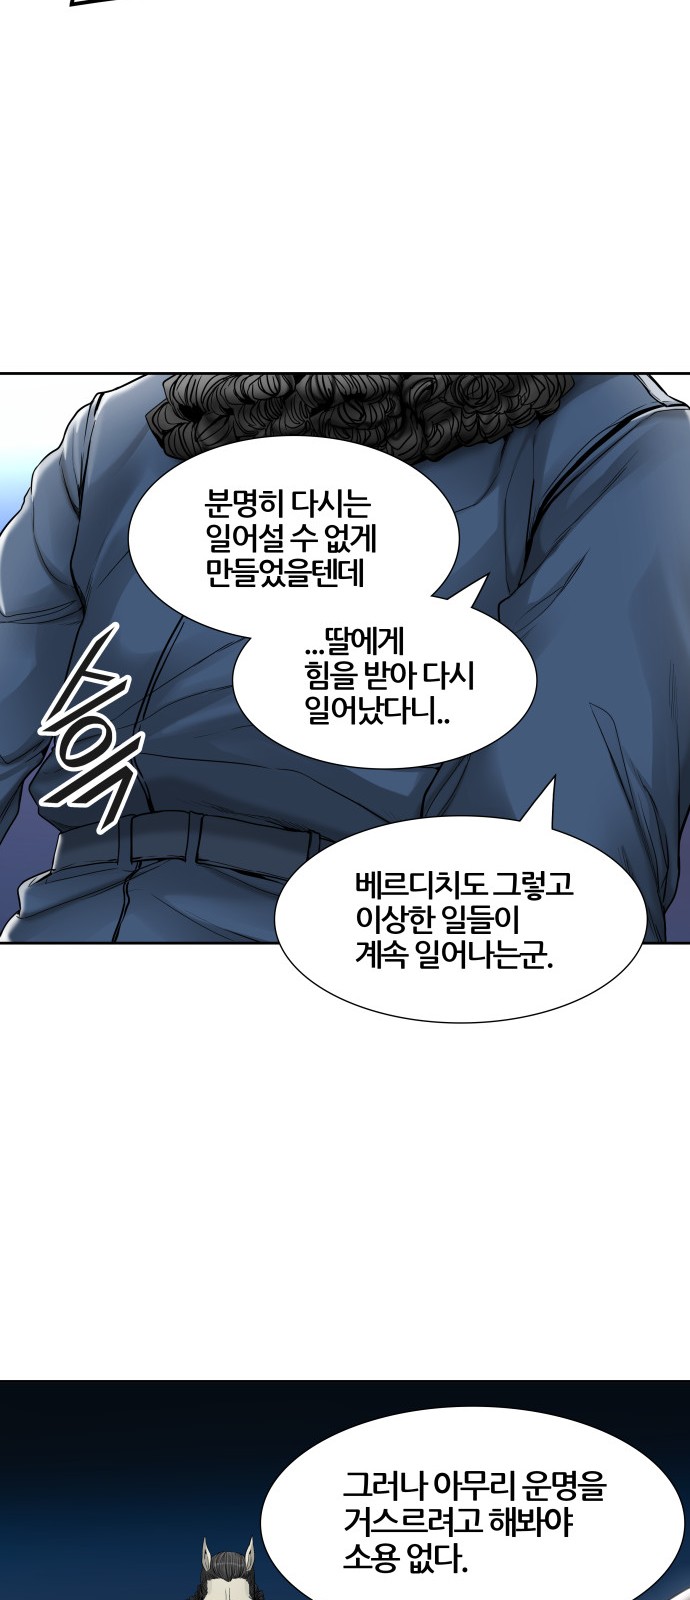 분명히 다시는
일어설 수 없게
만들었을텐데
...딸에게
힘을 받아 다시
일어났다니..
스윽
베르디치도 그렇고
이상한 일들이
계속 일어나는군.
그러나 아무리 운명을
거스르려고 해봐야
소용 없다.